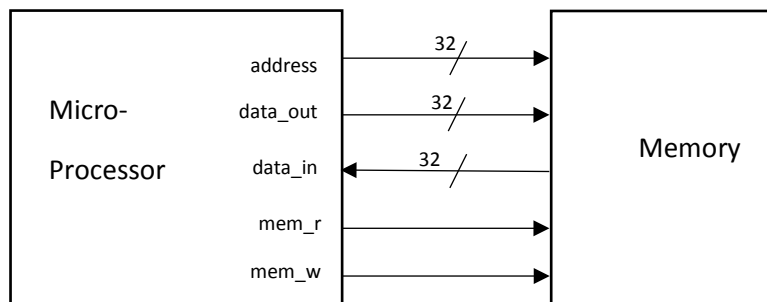 32
address
32
Micro-
data_out
Memory
32
Processor
data_in
mem_r
mem_w